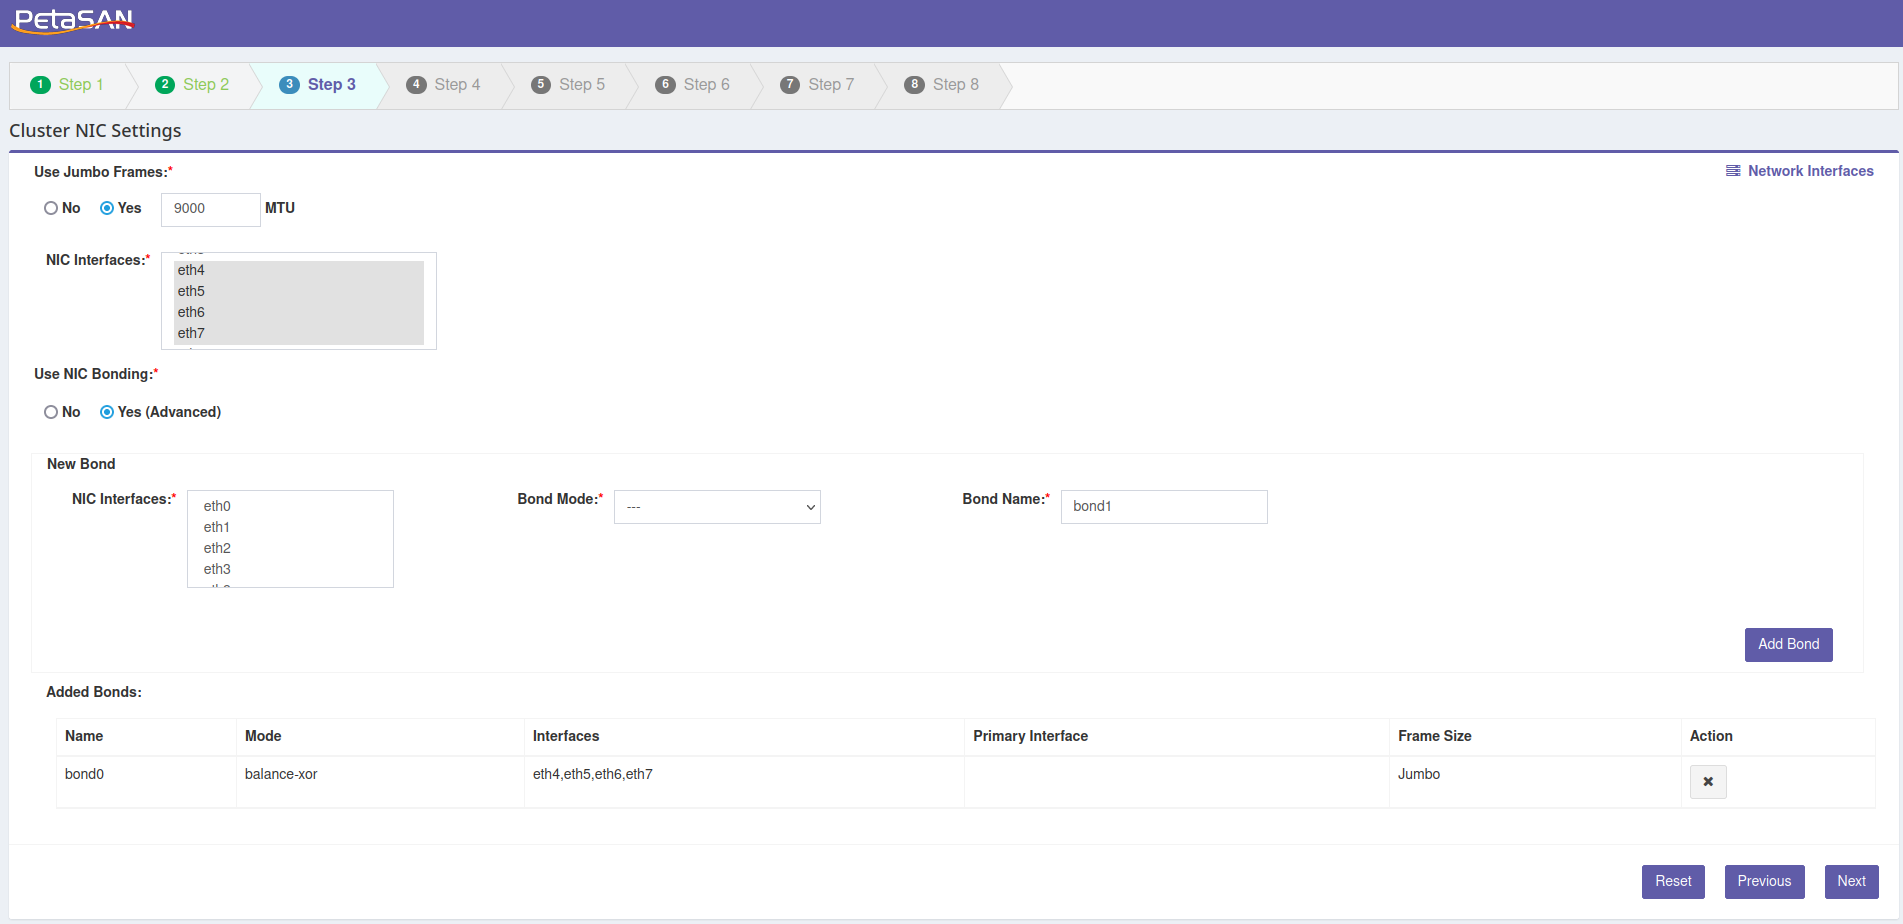 PetaSAN
1 Step 1 2 Step 2 3 Step 3 4 Step 4 5 Step 5 6 Step 6 7 Step 7 8 Step 8
Cluster NIC Settings
Use Jumbo Frames:* Network Interfaces
No Yes 9000 MTU
NIC Interfaces:*
eth4
eth5
eth6
eth7
Use NIC Bonding:*
No Yes (Advanced)
New Bond
NIC Interfaces:* eth0 Bond Mode:* --- Bond Name:* bond1
eth1
eth2
eth3
Add Bond
Added Bonds:
Name Mode Interfaces Primary Interface Frame Size Action
bond0 balance-xor eth4,eth5,eth6,eth7 Jumbo
Reset Previous Next